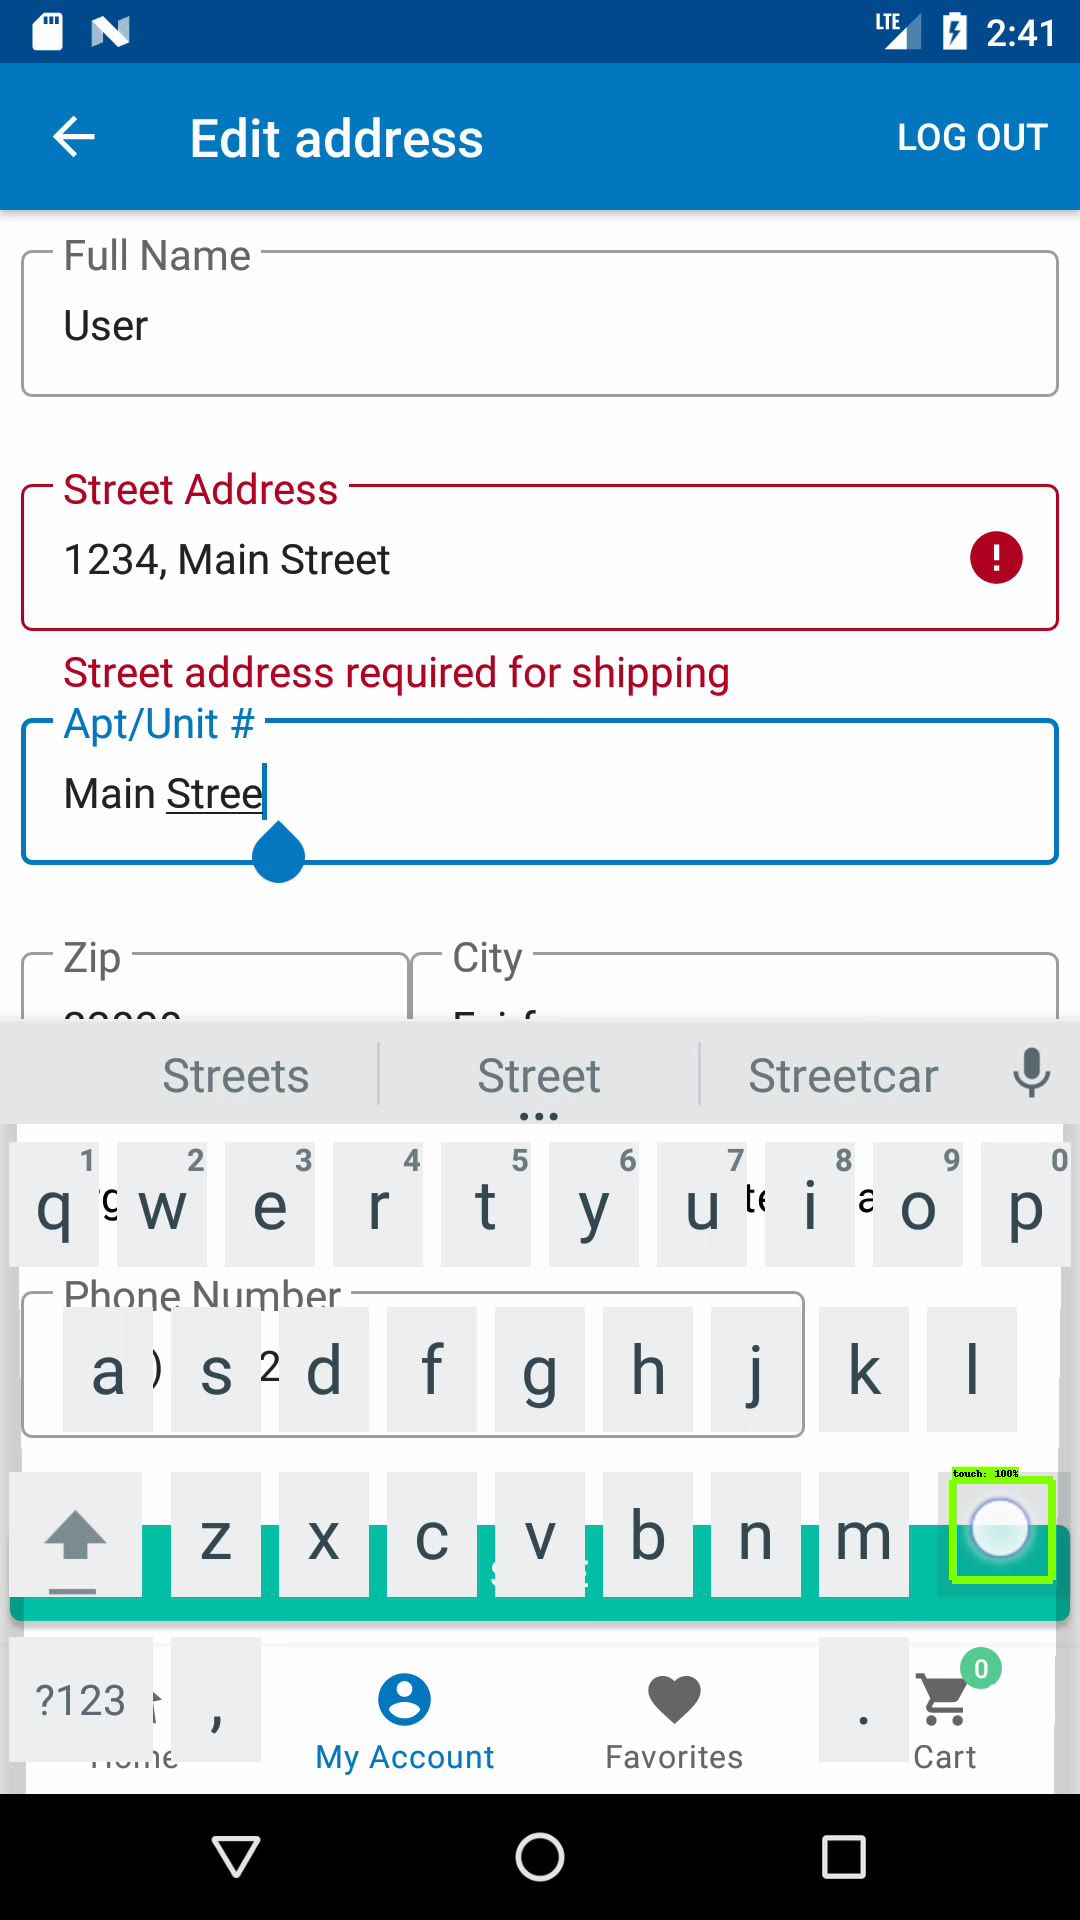 LTE 2:41
Edit address LOG OUT
Full Name
User
Street Address
1234, Main Street
!
Street address required for shipping
Apt/Unit #
Main Stree
Zip City
Streets Street Streetcar
1 2 3 4 5 6 7 8 9 0
q w e r t y u i o p
Phone Number
a s d f g h j k l
touch: 100%
z x c v b n m
?123 , . 0
Home My Account Favorites Cart